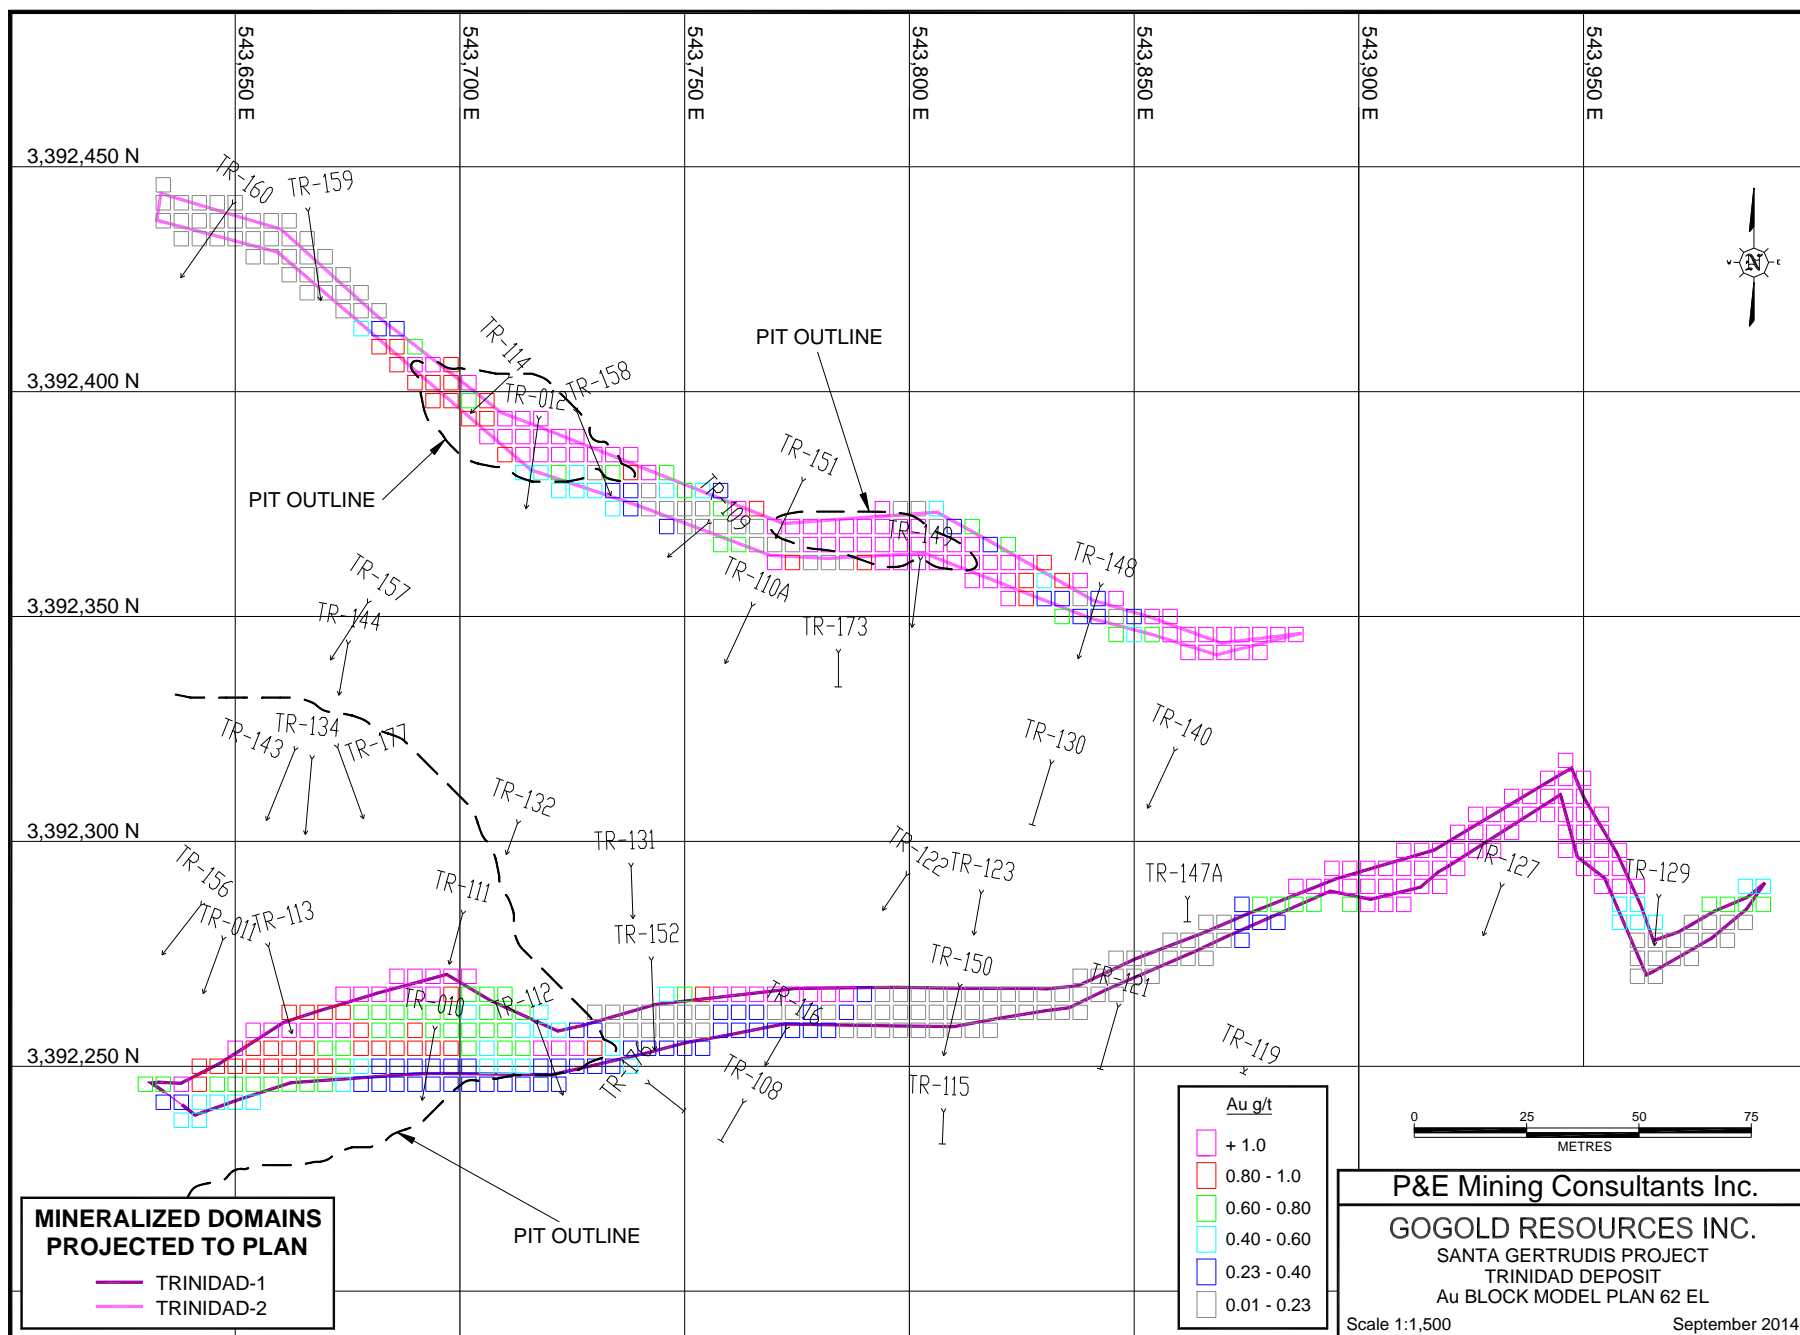 543,650 E
543,700 E
543,750 E
543,800 E
543,850 E
543,900 E
543,950 E
3,392,450 N
TR-160
TR-159
3,392,400 N
TR-114
TR-012
TR-158
PIT OUTLINE
PIT OUTLINE
TR-151
TR-109
TR-149
TR-148
TR-110A
TR-157
TR-144
3,392,350 N
TR-173
W
N
E
TR-143
TR-134
TR-177
TR-130
TR-140
TR-132
3,392,300 N
TR-131
TR-122
TR-123
TR-147A
TR-127
TR-129
TR-156
TR-011
TR-113
TR-111
TR-152
TR-150
TR-121
TR-010
TR-112
TR-116
3,392,250 N
TR-176
TR-108
TR-115
TR-119
PIT OUTLINE
MINERALIZED DOMAINS
PROJECTED TO PLAN
TRINIDAD-1
TRINIDAD-2
Au g/t
+ 1.0
0.80 - 1.0
0.60 - 0.80
0.40 - 0.60
0.23 - 0.40
0.01 - 0.23
0 25 50 75
METRES
P&E Mining Consultants Inc.
GOGOLD RESOURCES INC.
SANTA GERTRUDIS PROJECT
TRINIDAD DEPOSIT
Au BLOCK MODEL PLAN 62 EL
Scale 1:1,500 September 2014